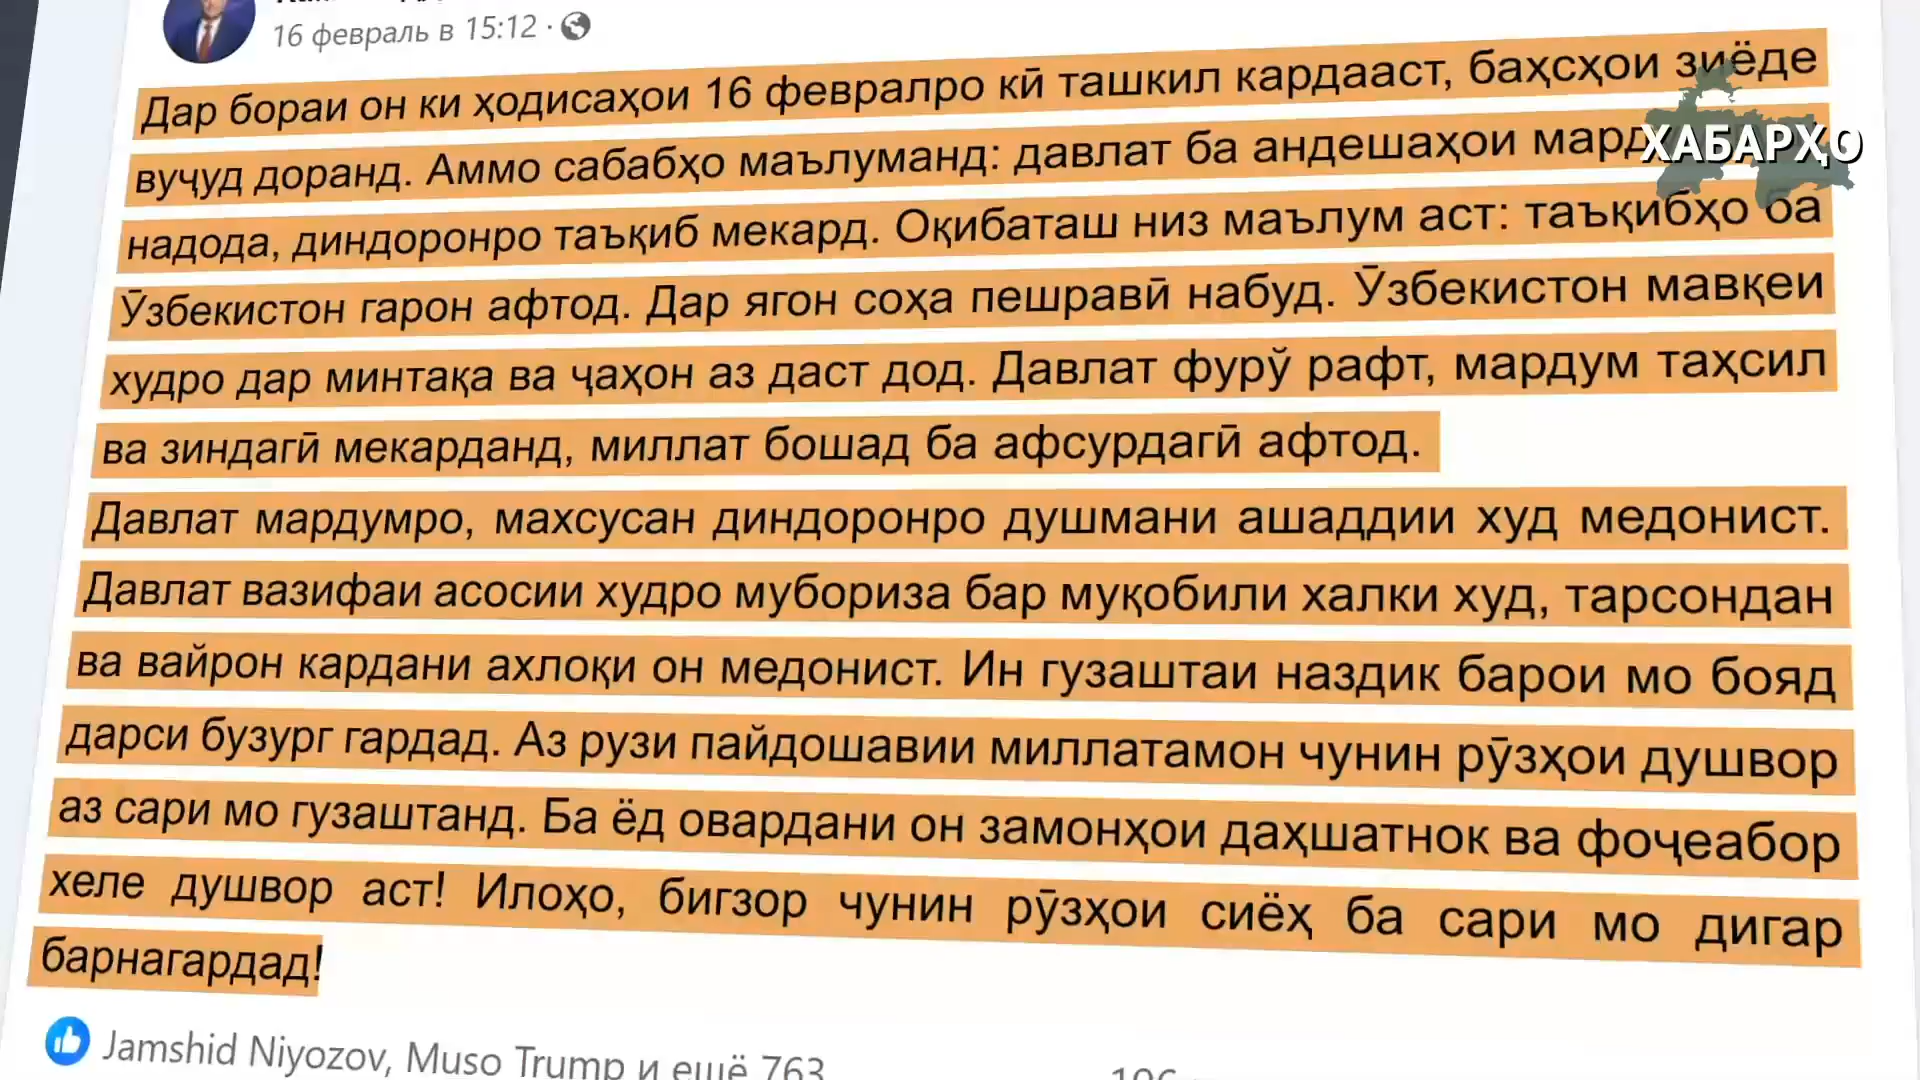 16 февраль в 15:12 ·
Дар бораи он ки ҳодисаҳои 16 февралро кӣ ташкил кардааст, баҳсҳои зиёде
ХАБАРҲО
вуҷуд доранд. Аммо сабабҳо маълуманд: давлат ба андешаҳои
надода, диндоронро таъқиб мекард. Оқибаташ низ маълум аст: таъқибҳо ба
Ӯзбекистон гарон афтод. Дар ягон соҳа пешравӣ набуд. Ӯзбекистон мавқеи
худро дар минтақа ва ҷаҳон аз даст дод. Давлат фурӯ рафт, мардум таҳсил
ва зиндагӣ мекарданд, миллат бошад ба афсурдагӣ афтод.
Давлат мардумро, махсусан диндоронро душмани ашаддии худ медонист.
Давлат вазифаи асосии худро мубориза бар муқобили халки худ, тарсондан
ва вайрон кардани ахлоқи он медонист. Ин гузаштаи наздик барои мо бояд
дарси бузург гардад. Аз рузи пайдошавии миллатамон чунин рӯзҳои душвор
аз сари мо гузаштанд. Ба ёд овардани он замонҳои даҳшатнок ва фоҷеабор
хеле душвор аст! Илоҳо, бигзор чунин рӯзҳои сиёҳ ба сари мо дигар
барнагардад!
Jamshid Niyozov, Muso Trump и ещё 763